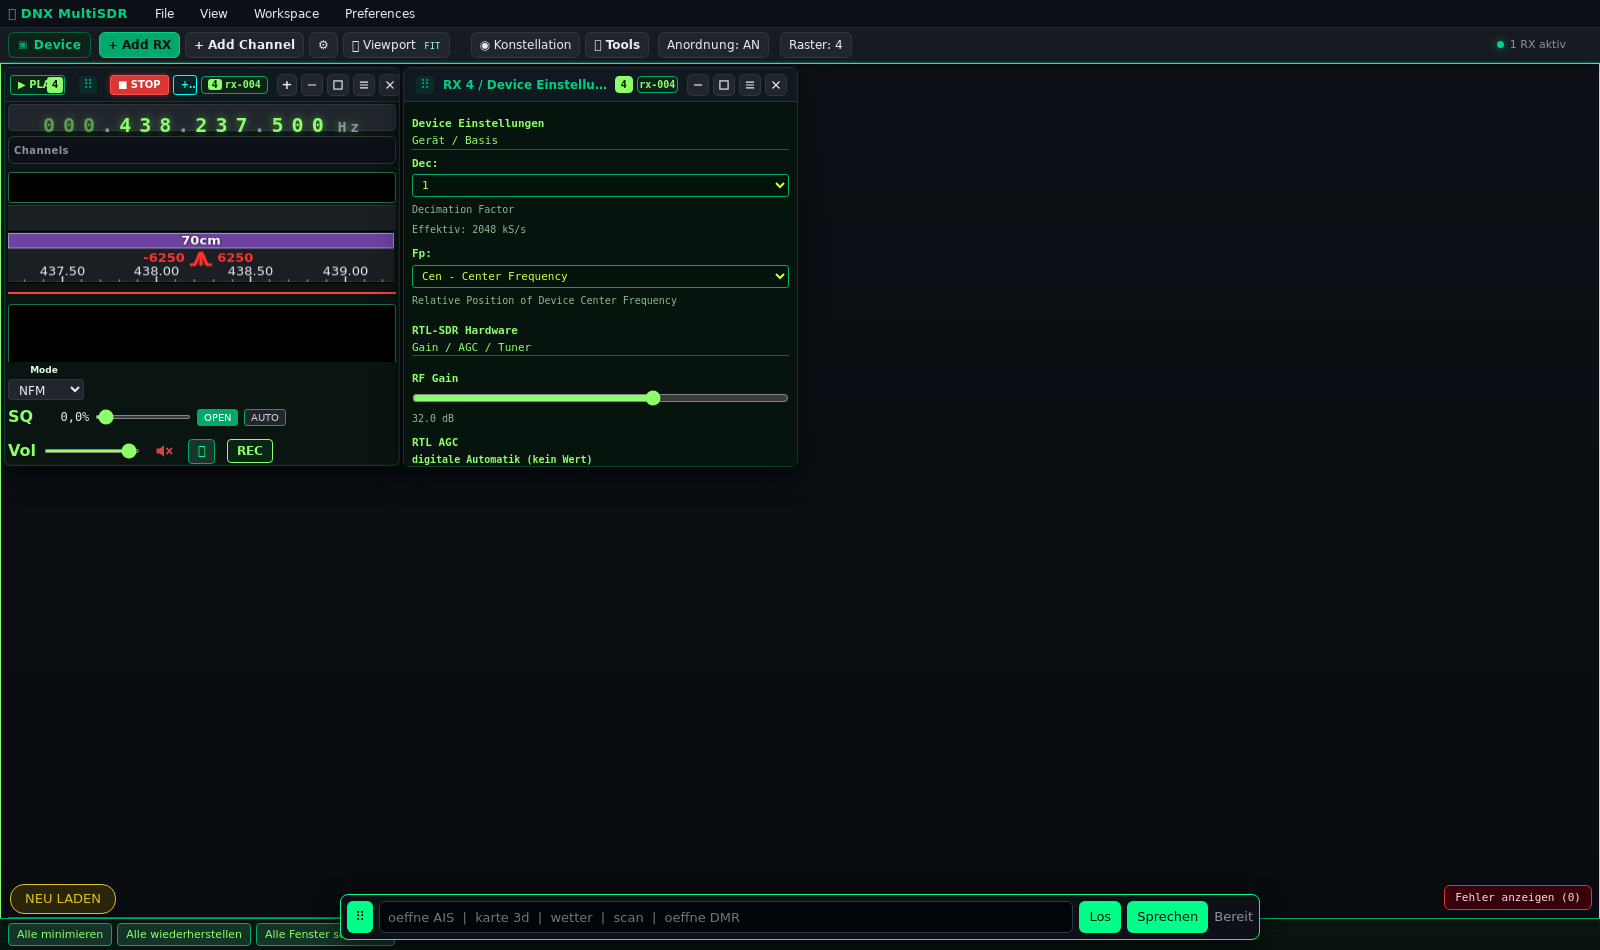 DNX MultiSDR File View Workspace Preferences
Device + Add RX + Add Channel ⚙ Viewport FIT ◉ Konstellation Tools Anordnung: AN Raster: 4 1 RX aktiv
4 ■ STOP +.. 4 rx-004 + − □ ≡ ✕
RX 4 / Device Einstellu... 4 rx-004 − □ ≡ ✕
000.438.237.500 Hz
Channels
70cm
-6250 6250
437.50 438.00 438.50 439.00
Mode
NFM
SQ 0,0% OPEN AUTO
Vol REC
Device Einstellungen
Gerät / Basis
Dec:
1
Decimation Factor
Effektiv: 2048 kS/s
Fp:
Cen - Center Frequency
Relative Position of Device Center Frequency
RTL-SDR Hardware
Gain / AGC / Tuner
RF Gain
32.0 dB
RTL AGC
digitale Automatik (kein Wert)
NEU LADEN
Fehler anzeigen (0)
oeffne AIS | karte 3d | wetter | scan | oeffne DMR Los Sprechen Bereit
Alle minimieren Alle wiederherstellen Alle Fenster